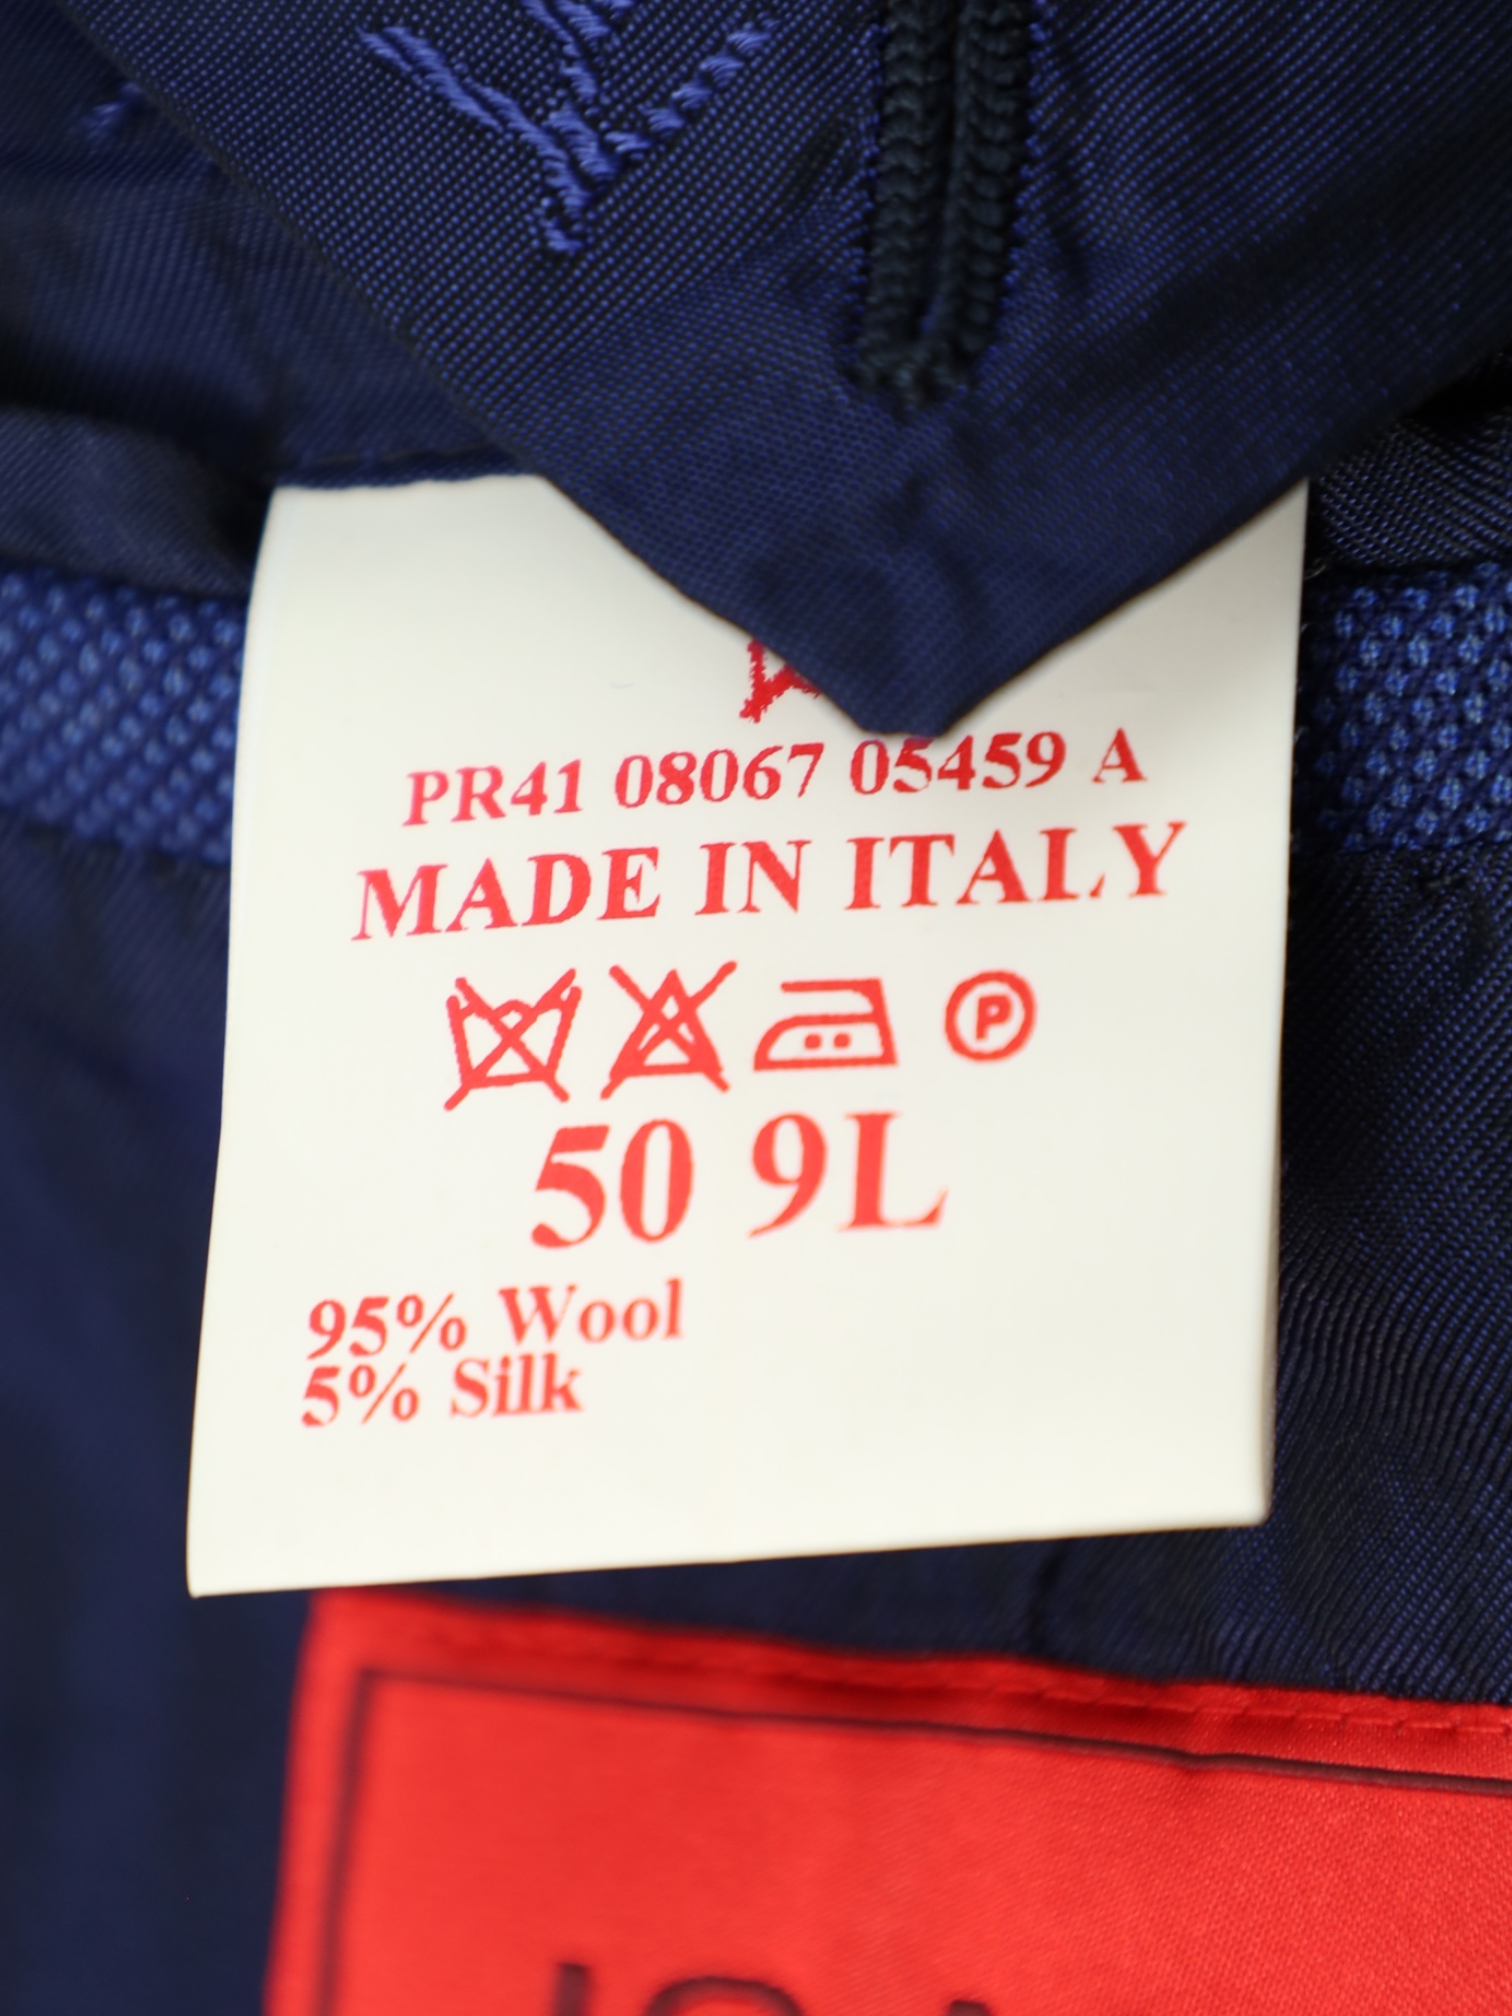 PR41 08067 05459 A
MADE IN ITALY
P
50 9L
95% Wool
5% Silk